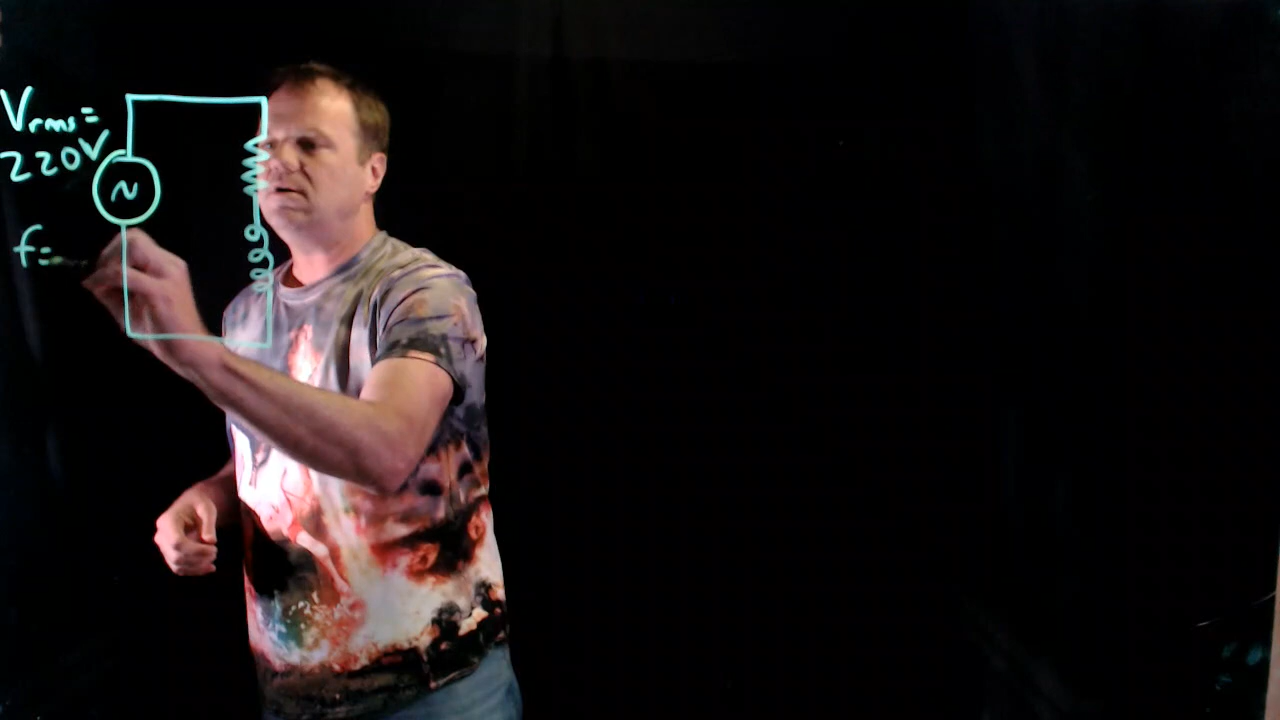 Vrms=
220V
~
f=